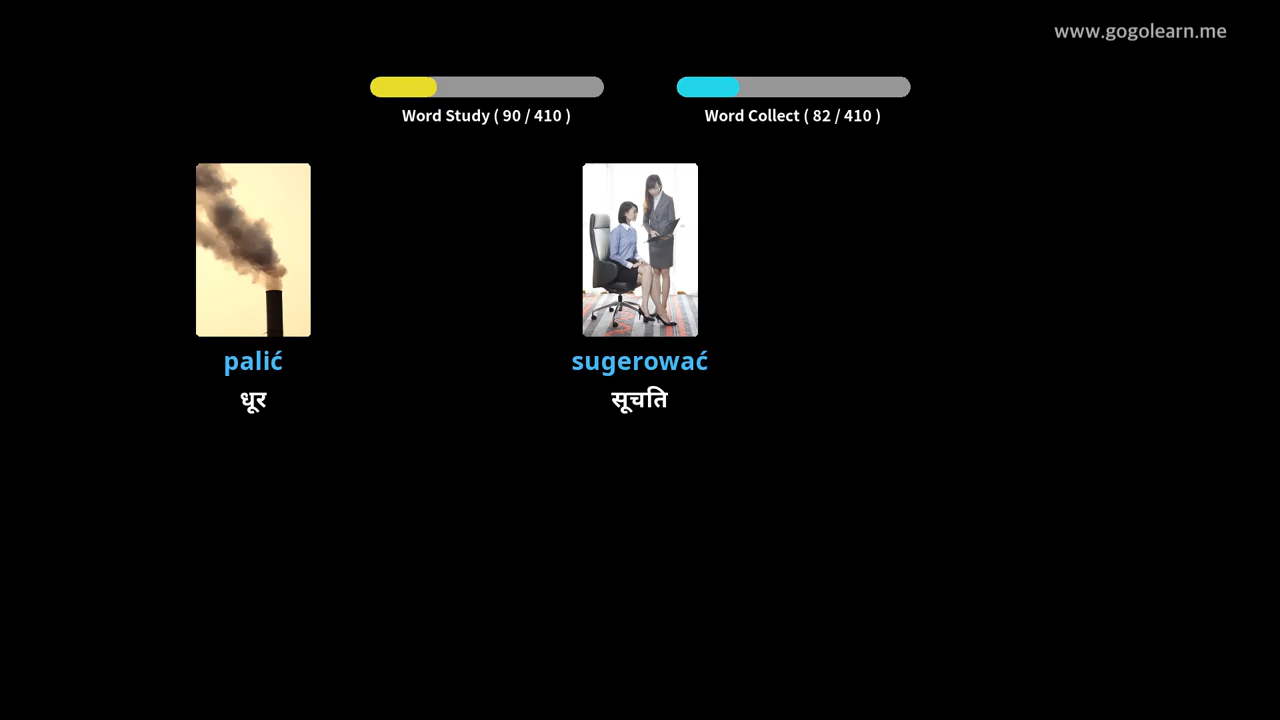 www.gogolearn.me
Word Study ( 90 / 410 )
Word Collect ( 82 / 410 )
palić
sugerować
धूर
सूचति